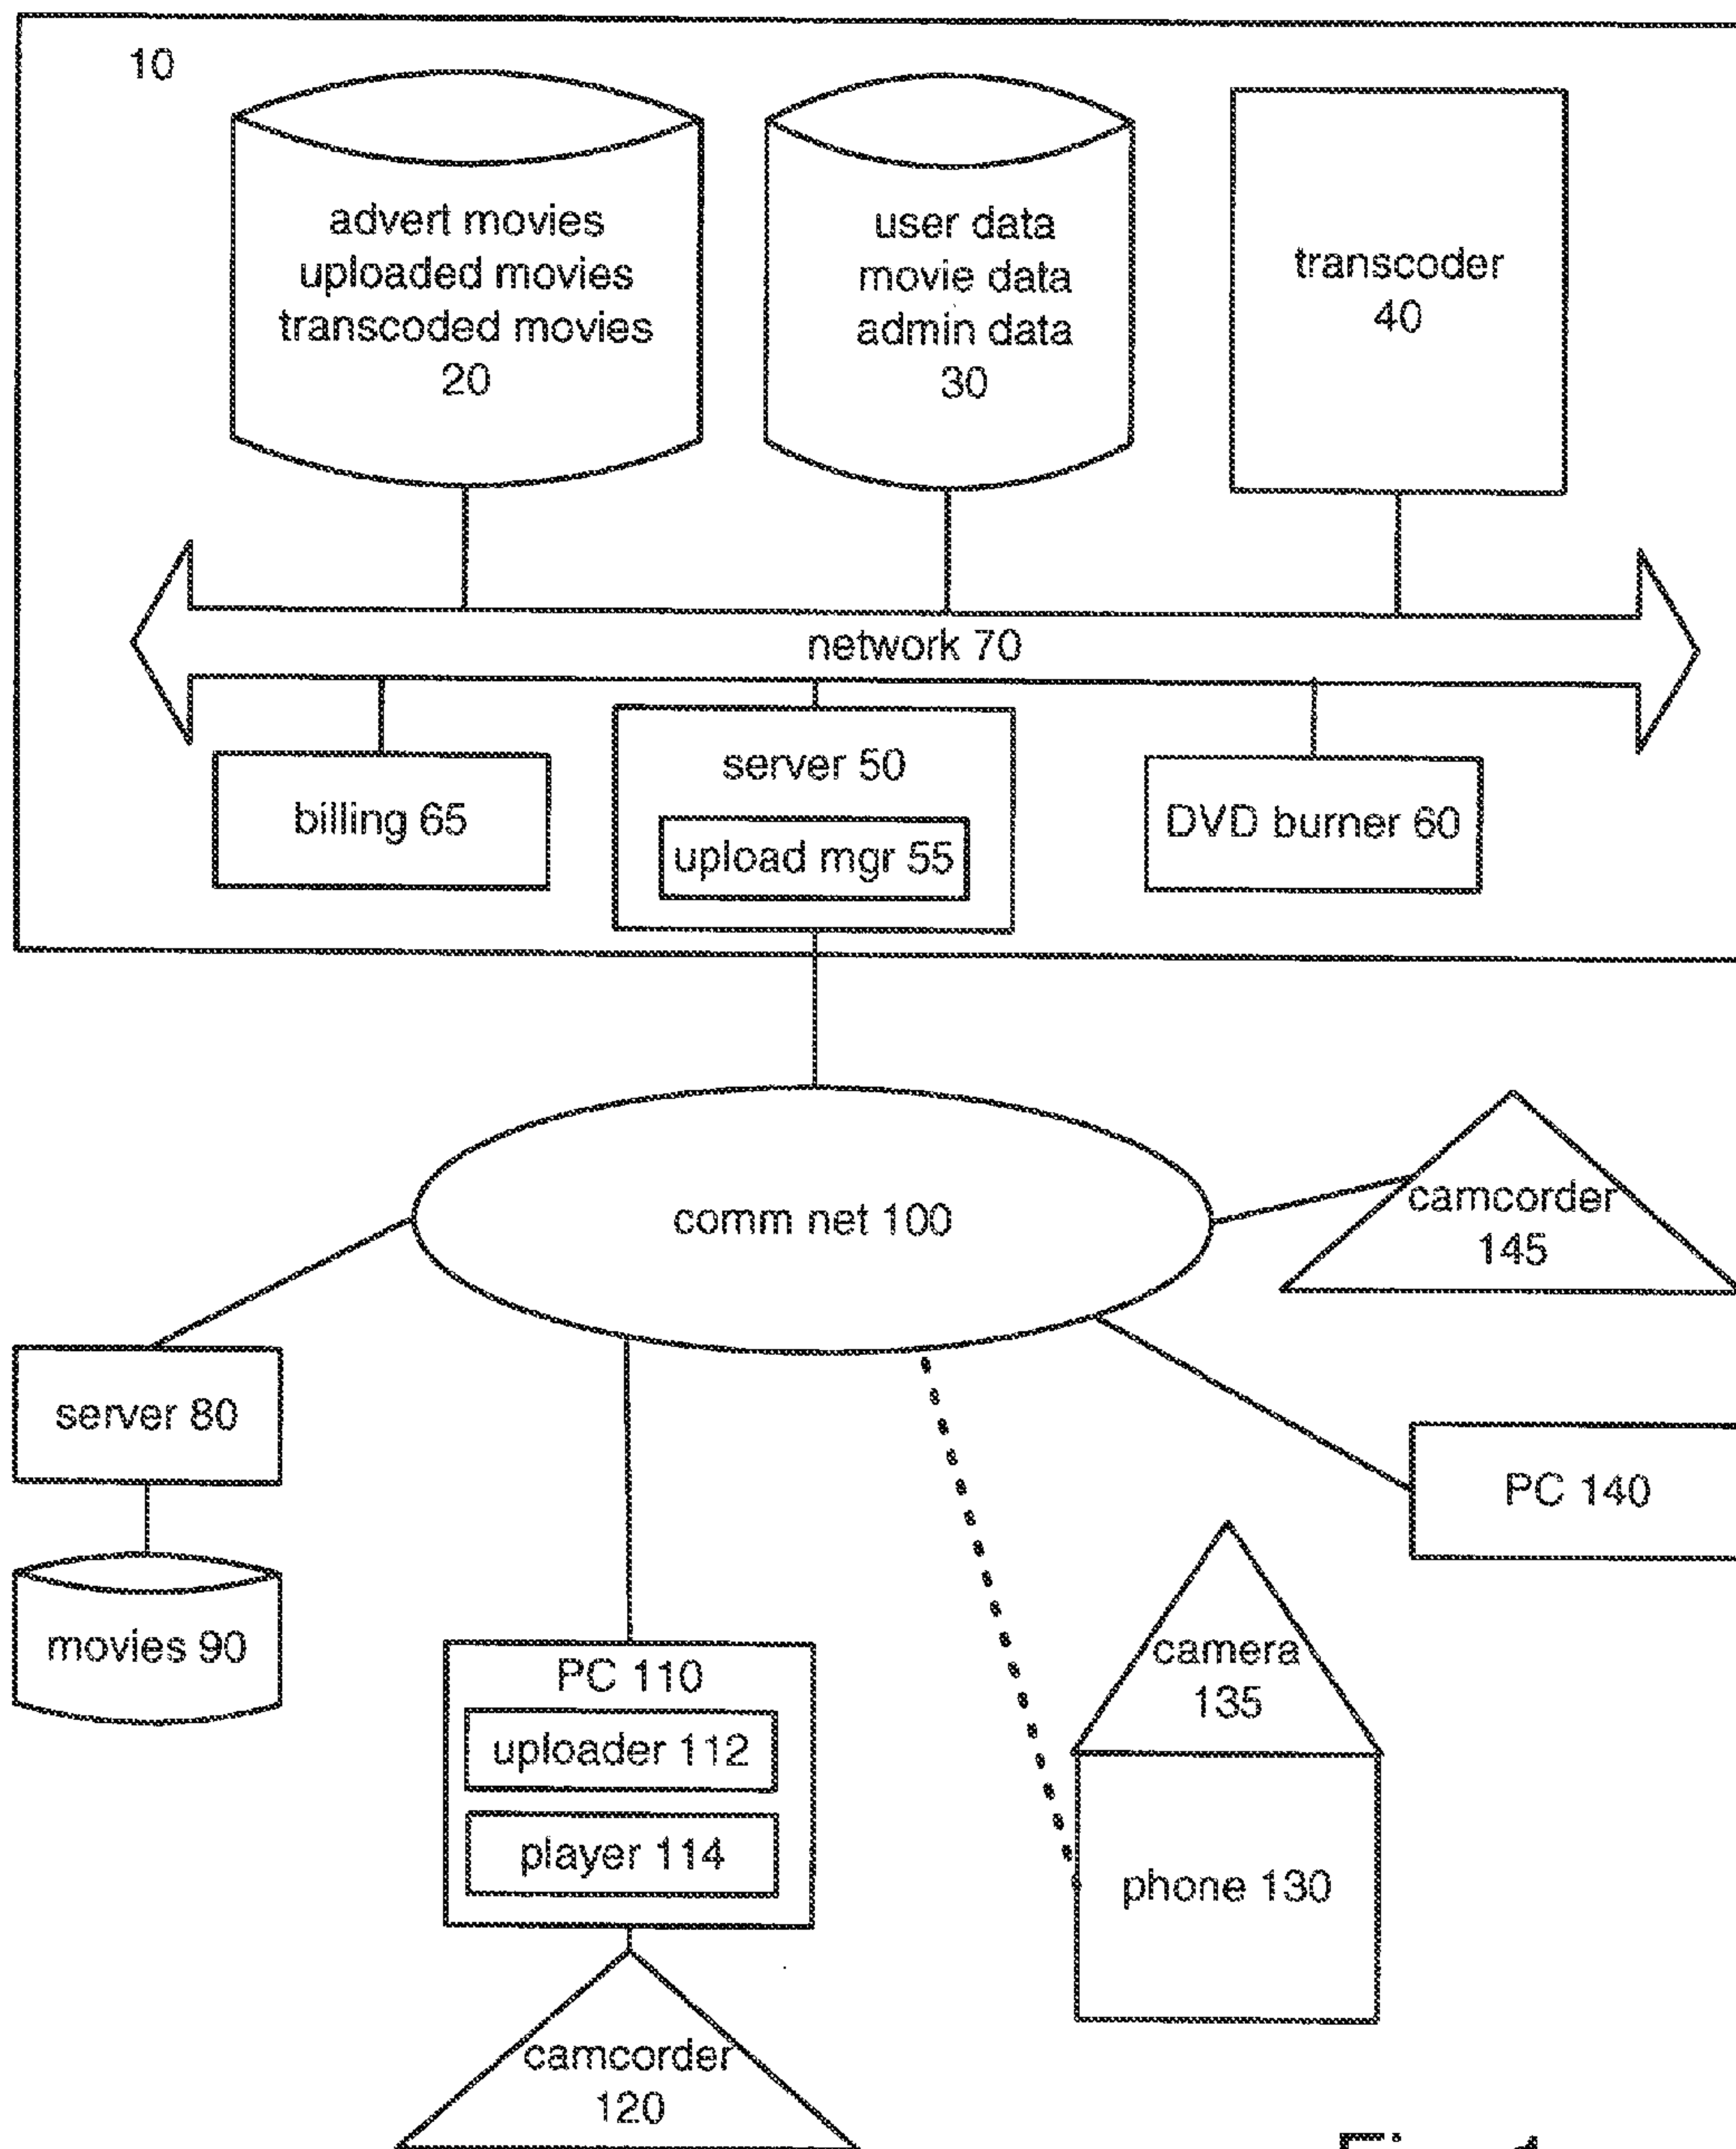 10
advert movies
uploaded movies
transcoded movies
20
user data
movie data
admin data
30
transcoder
40
network 70
billing 65
server 50
upload mgr 55
DVD burner 60
comm net 100
camcorder
145
server 80
PC 140
movies 90
camera
135
PC 110
uploader 112
player 114
phone 130
camcorder
120